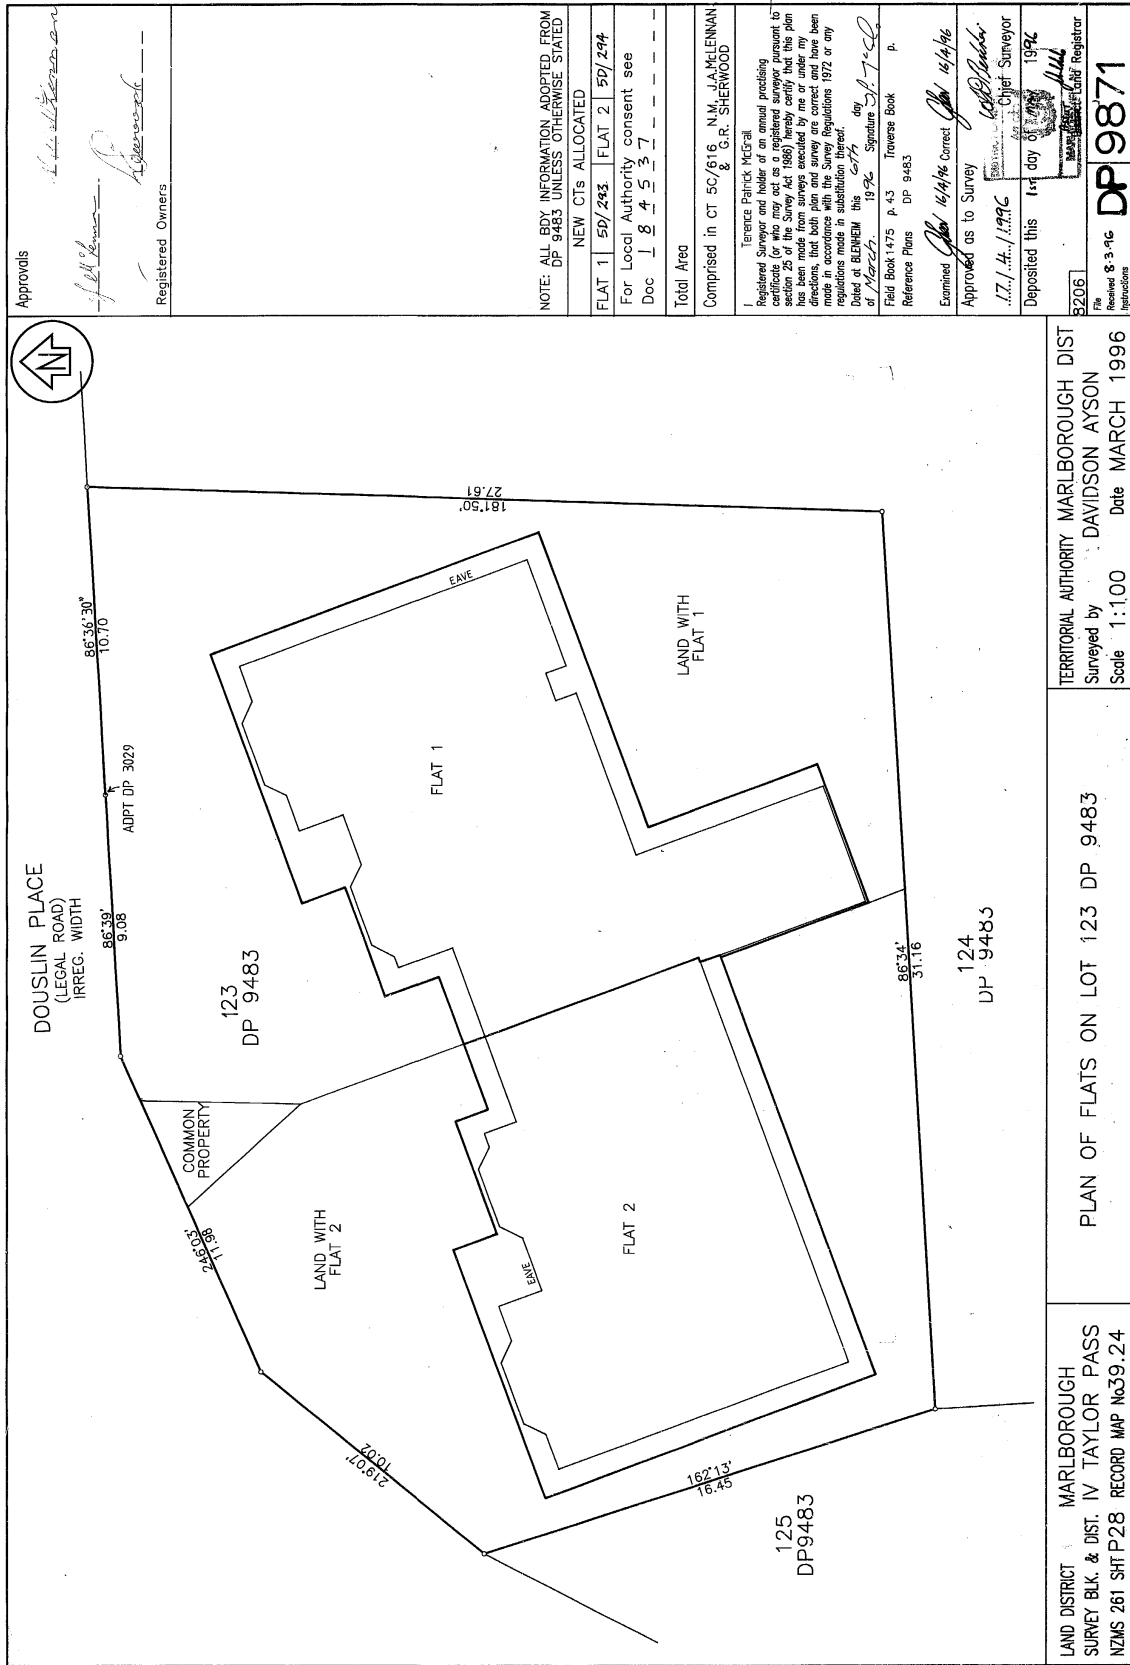 Approvals
Registered Owners
NOTE: ALL BDY INFORMATION ADOPTED FROM
DP 9483 UNLESS OTHERWISE STATED
NEW CTs ALLOCATED
FLAT 1 5D/293 FLAT 2 5D/294
For Local Authority consent see
Doc 184537
Total Area
Comprised in CT 5C/616 N.M, J.A.McLENNAN
& G.R. SHERWOOD
I Terence Patrick McGrail
Registered Surveyor and holder of an annual practising
certificate (or who may act as a registered surveyor pursuant to
section 25 of the Survey Act 1986) hereby certify that this plan
has been made from surveys executed by me or under my
directions, that both plan and survey are correct and have been
made in accordance with the Survey Regulations 1972 or any
regulations made in substitution thereof.
Dated at BLENHEIM this 6th day
of March 1996 Signature
Field Book 1475 p. 43 Traverse Book p.
Reference Plans DP 9483
Examined 16/4/96 Correct 16/4/96
Approved as to Survey
17/4/1996 Chief Surveyor
Deposited this 1st day of May 1996
Land Registrar
8206
File
Received 8·3·96
Instructions
DP 9871
N
DOUSLIN PLACE
(LEGAL ROAD)
IRREG. WIDTH
86°36'30"
10.70
ADPT DP 3029
86°39'
9.08
181°50'
27.61
123
DP 9483
COMMON
PROPERTY
246°03'
11.98
LAND WITH
FLAT 2
219°07'
10.02
EAVE
FLAT 1
LAND WITH
FLAT 1
EAVE
FLAT 2
162°13'
16.45
125
DP9483
86°34'
31.16
124
DP 9483
LAND DISTRICT MARLBOROUGH
SURVEY BLK. & DIST. IV TAYLOR PASS
NZMS 261 SHT P28 RECORD MAP No39.24
PLAN OF FLATS ON LOT 123 DP 9483
TERRITORIAL AUTHORITY MARLBOROUGH DIST
Surveyed by DAVIDSON AYSON
Scale 1:100 Date MARCH 1996